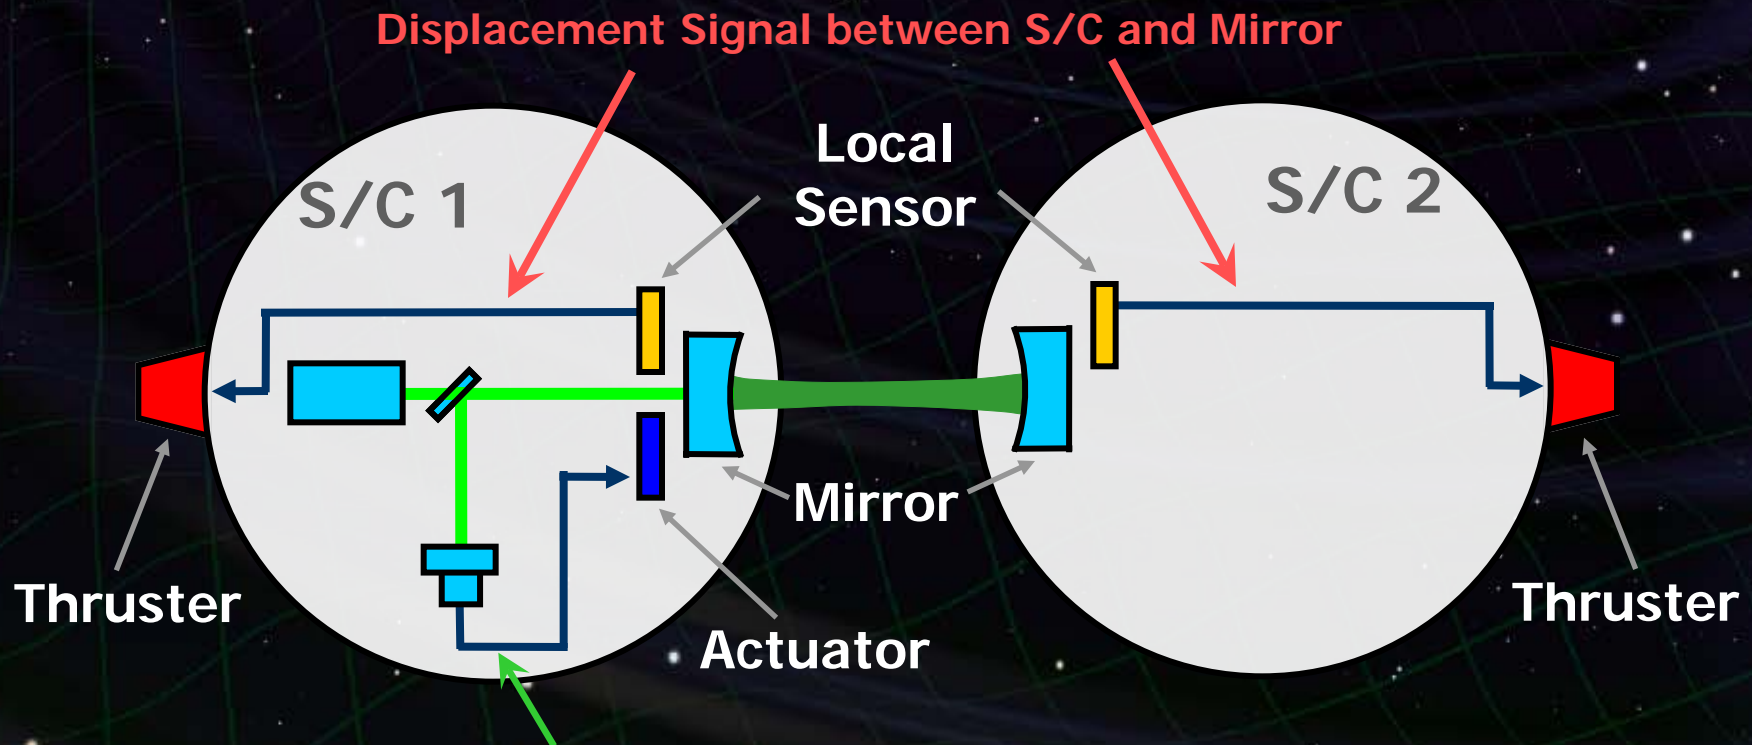 Displacement Signal between S/C and Mirror
Local
Sensor
S/C 1
S/C 2
Mirror
Thruster
Thruster
Actuator